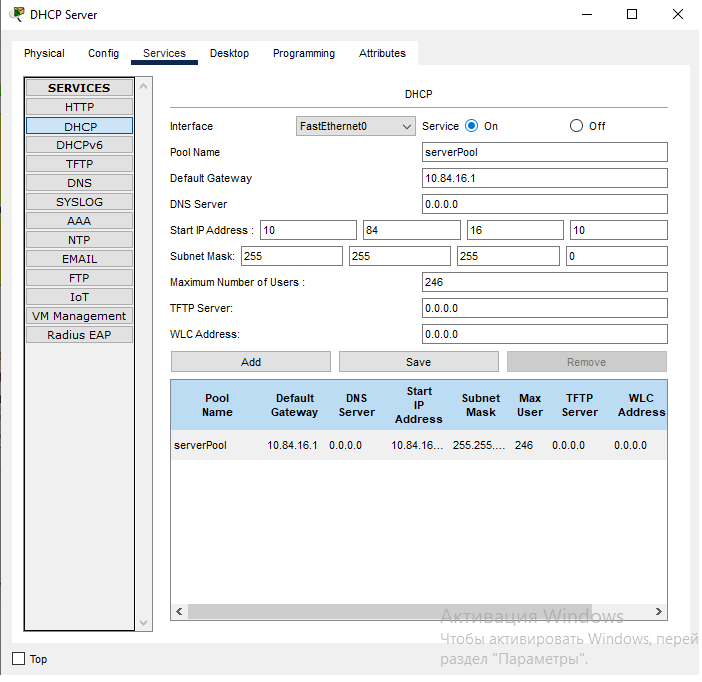 DHCP Server
Physical Config Services Desktop Programming Attributes
SERVICES
HTTP
DHCP
DHCPv6
TFTP
DNS
SYSLOG
AAA
NTP
EMAIL
FTP
IoT
VM Management
Radius EAP
DHCP
Interface FastEthernet0 Service On Off
Pool Name serverPool
Default Gateway 10.84.16.1
DNS Server 0.0.0.0
Start IP Address : 10 84 16 10
Subnet Mask: 255 255 255 0
Maximum Number of Users : 246
TFTP Server: 0.0.0.0
WLC Address: 0.0.0.0
Add Save Remove
Pool Name Default Gateway DNS Server Start IP Address Subnet Mask Max User TFTP Server WLC Address
serverPool 10.84.16.1 0.0.0.0 10.84.16... 255.255.... 246 0.0.0.0 0.0.0.0
Активация Windows
Чтобы активировать Windows, перей
раздел "Параметры".
Top